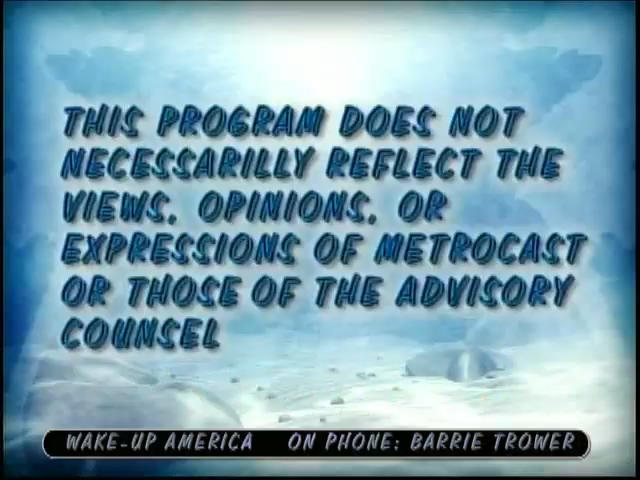 THIS PROGRAM DOES NOT
NECESSARILLY REFLECT THE
VIEWS, OPINIONS, OR
EXPRESSIONS OF METROCAST
OR THOSE OF THE ADVISORY
COUNSEL
WAKE-UP AMERICA ON PHONE: BARRIE TROWER